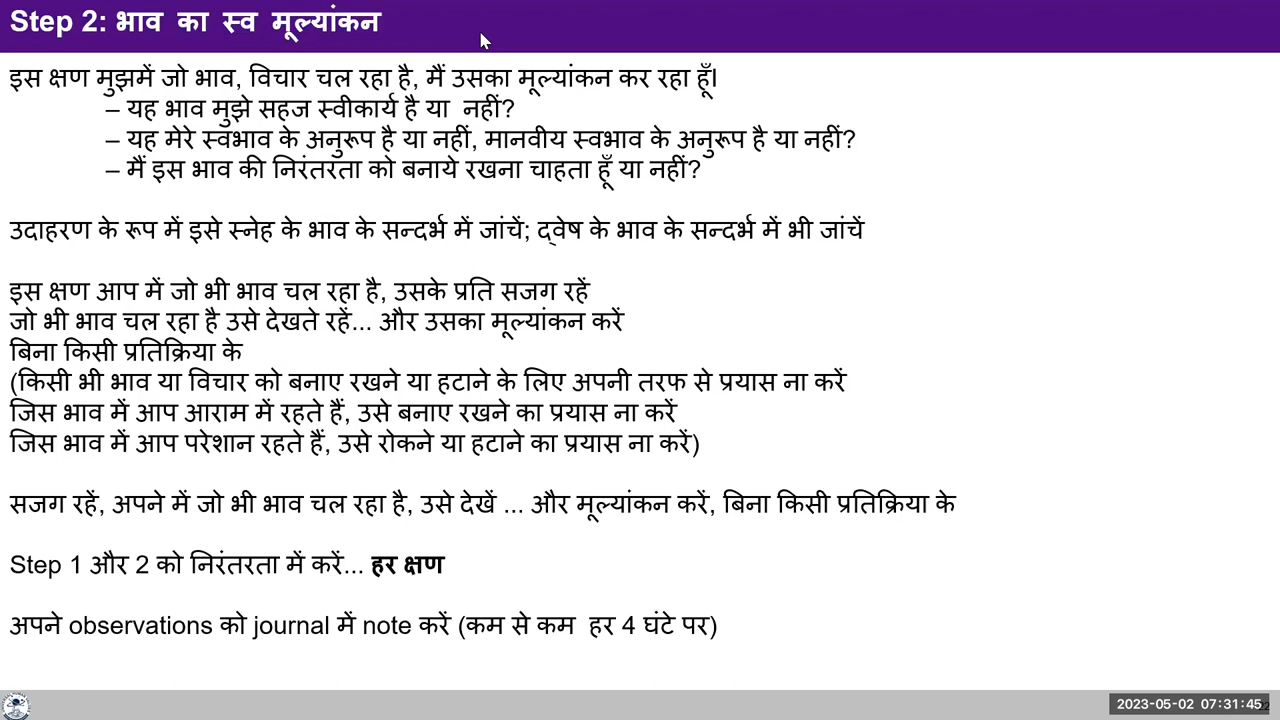 Step 2: भाव का स्व मूल्यांकन
इस क्षण मुझमें जो भाव, विचार चल रहा है, मैं उसका मूल्यांकन कर रहा हूँ।
– यह भाव मुझे सहज स्वीकार्य है या नहीं?
– यह मेरे स्वभाव के अनुरूप है या नहीं, मानवीय स्वभाव के अनुरूप है या नहीं?
– मैं इस भाव की निरंतरता को बनाये रखना चाहता हूँ या नहीं?
उदाहरण के रूप में इसे स्नेह के भाव के सन्दर्भ में जांचें; द्वेष के भाव के सन्दर्भ में भी जांचें
इस क्षण आप में जो भी भाव चल रहा है, उसके प्रति सजग रहें
जो भी भाव चल रहा है उसे देखते रहें... और उसका मूल्यांकन करें
बिना किसी प्रतिक्रिया के
(किसी भी भाव या विचार को बनाए रखने या हटाने के लिए अपनी तरफ से प्रयास ना करें
जिस भाव में आप आराम में रहते हैं, उसे बनाए रखने का प्रयास ना करें
जिस भाव में आप परेशान रहते हैं, उसे रोकने या हटाने का प्रयास ना करें)
सजग रहें, अपने में जो भी भाव चल रहा है, उसे देखें ... और मूल्यांकन करें, बिना किसी प्रतिक्रिया के
Step 1 और 2 को निरंतरता में करें... हर क्षण
अपने observations को journal में note करें (कम से कम हर 4 घंटे पर)
2023-05-02 07:31:45